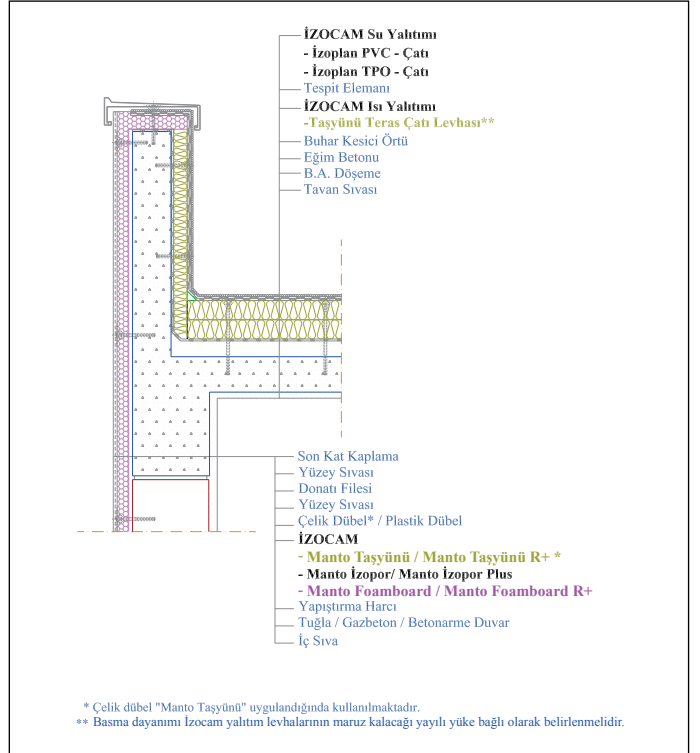 İZOCAM Su Yalıtımı
- İzoplan PVC - Çatı
- İzoplan TPO - Çatı
Tespit Elemanı
İZOCAM Isı Yalıtımı
-Taşyünü Teras Çatı Levhası**
Buhar Kesici Örtü
Eğim Betonu
B.A. Döşeme
Tavan Sıvası
Son Kat Kaplama
Yüzey Sıvası
Donatı Filesi
Yüzey Sıvası
Çelik Dübel* / Plastik Dübel
İZOCAM
- Manto Taşyünü / Manto Taşyünü R+ *
- Manto İzopor/ Manto İzopor Plus
- Manto Foamboard / Manto Foamboard R+
Yapıştırma Harcı
Tuğla / Gazbeton / Betonarme Duvar
İç Sıva
* Çelik dübel "Manto Taşyünü" uygulandığında kullanılmaktadır.
** Basma dayanımı İzocam yalıtım levhalarının maruz kalacağı yayılı yüke bağlı olarak belirlenmelidir.